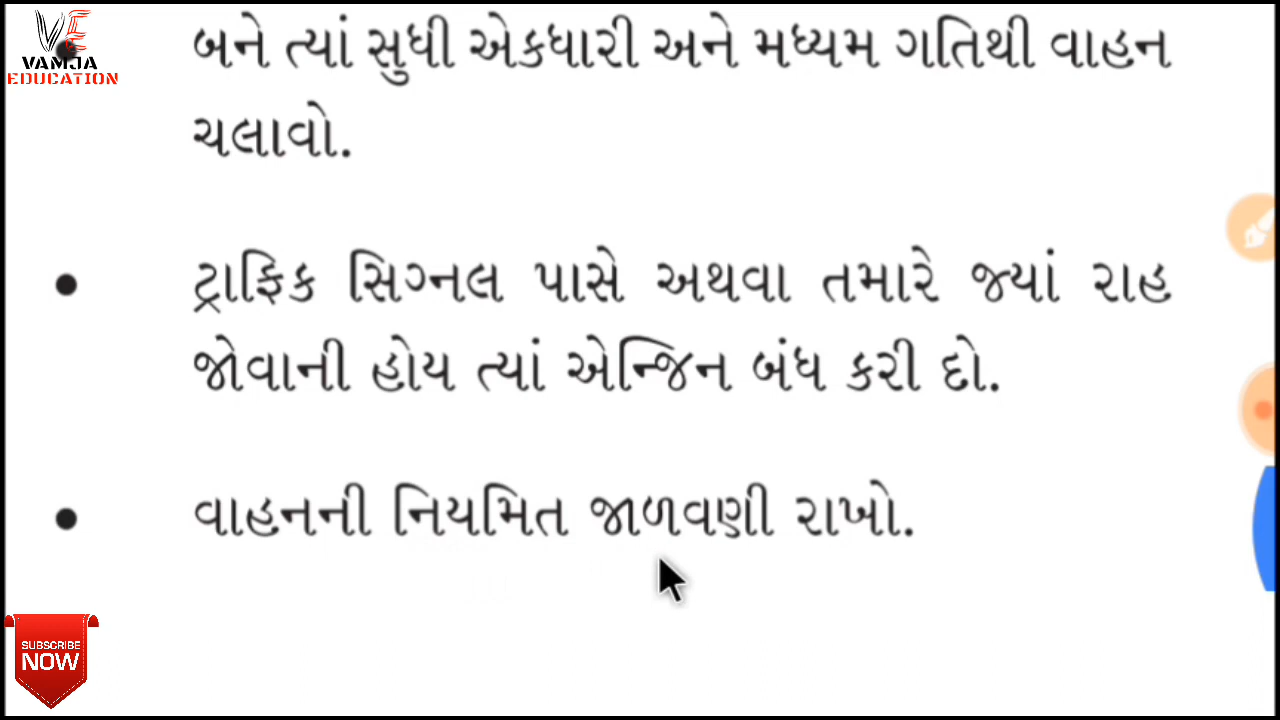 VE
VAMJA
EDUCATION
બને ત્યાં સુધી એકધારી અને મધ્યમ ગતિથી વાહન
ચલાવો.
• ટ્રાફિક સિગ્નલ પાસે અથવા તમારે જ્યાં રાહ
જોવાની હોય ત્યાં એન્જિન બંધ કરી દો.
• વાહનની નિયમિત જાળવણી રાખો.
SUBSCRIBE
NOW